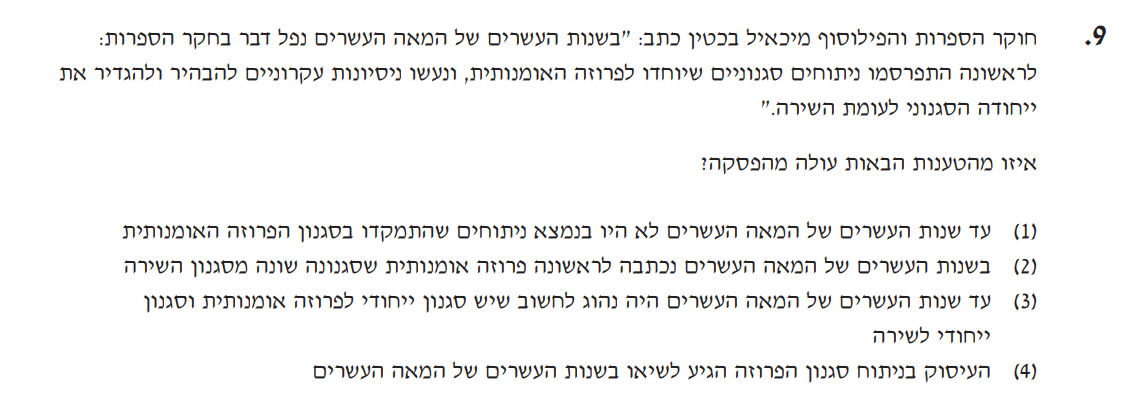 9. חוקר הספרות והפילוסוף מיכאיל בכטין כתב: "בשנות העשרים של המאה העשרים נפל דבר בחקר הספרות:
לראשונה התפרסמו ניתוחים סגנוניים שיוחדו לפרוזה האומנותית, ונעשו ניסיונות עקרוניים להבהיר ולהגדיר את
ייחודה הסגנוני לעומת השירה."
איזו מהטענות הבאות עולה מהפסקה?
(1) עד שנות העשרים של המאה העשרים לא היו בנמצא ניתוחים שהתמקדו בסגנון הפרוזה האומנותית
(2) בשנות העשרים של המאה העשרים נכתבה לראשונה פרוזה אומנותית שסגנונה שונה מסגנון השירה
(3) עד שנות העשרים של המאה העשרים היה נהוג לחשוב שיש סגנון ייחודי לפרוזה אומנותית וסגנון
ייחודי לשירה
(4) העיסוק בניתוח סגנון הפרוזה הגיע לשיאו בשנות העשרים של המאה העשרים